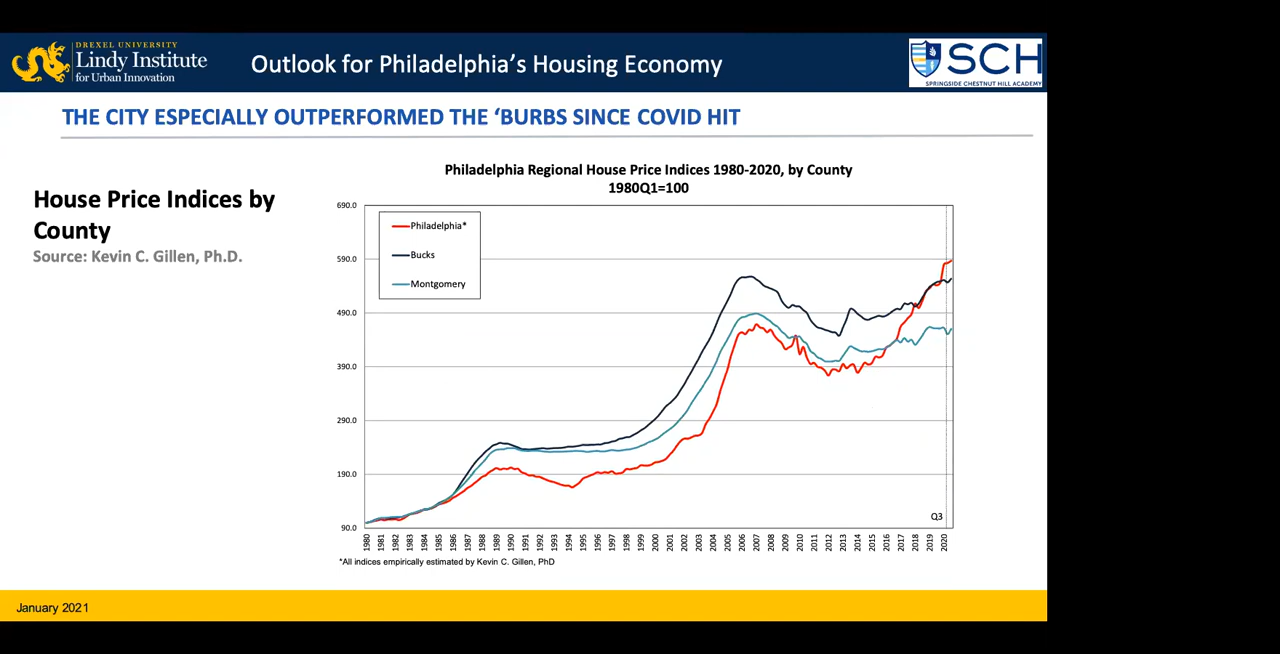 DREXEL UNIVERSITY
Lindy Institute
for Urban Innovation
Outlook for Philadelphia's Housing Economy
SCH
SPRINGSIDE CHESTNUT HILL ACADEMY
THE CITY ESPECIALLY OUTPERFORMED THE ‘BURBS SINCE COVID HIT
House Price Indices by
County
Source: Kevin C. Gillen, Ph.D.
Philadelphia Regional House Price Indices 1980-2020, by County
1980Q1=100
690.0
590.0
490.0
390.0
290.0
190.0
90.0
Philadelphia*
Bucks
Montgomery
Q3
1980
1981
1982
1983
1984
1985
1986
1987
1988
1989
1990
1991
1992
1993
1994
1995
1996
1997
1998
1999
2000
2001
2002
2003
2004
2005
2006
2007
2008
2009
2010
2011
2012
2013
2014
2015
2016
2017
2018
2019
2020
*All indices empirically estimated by Kevin C. Gillen, PhD
January 2021